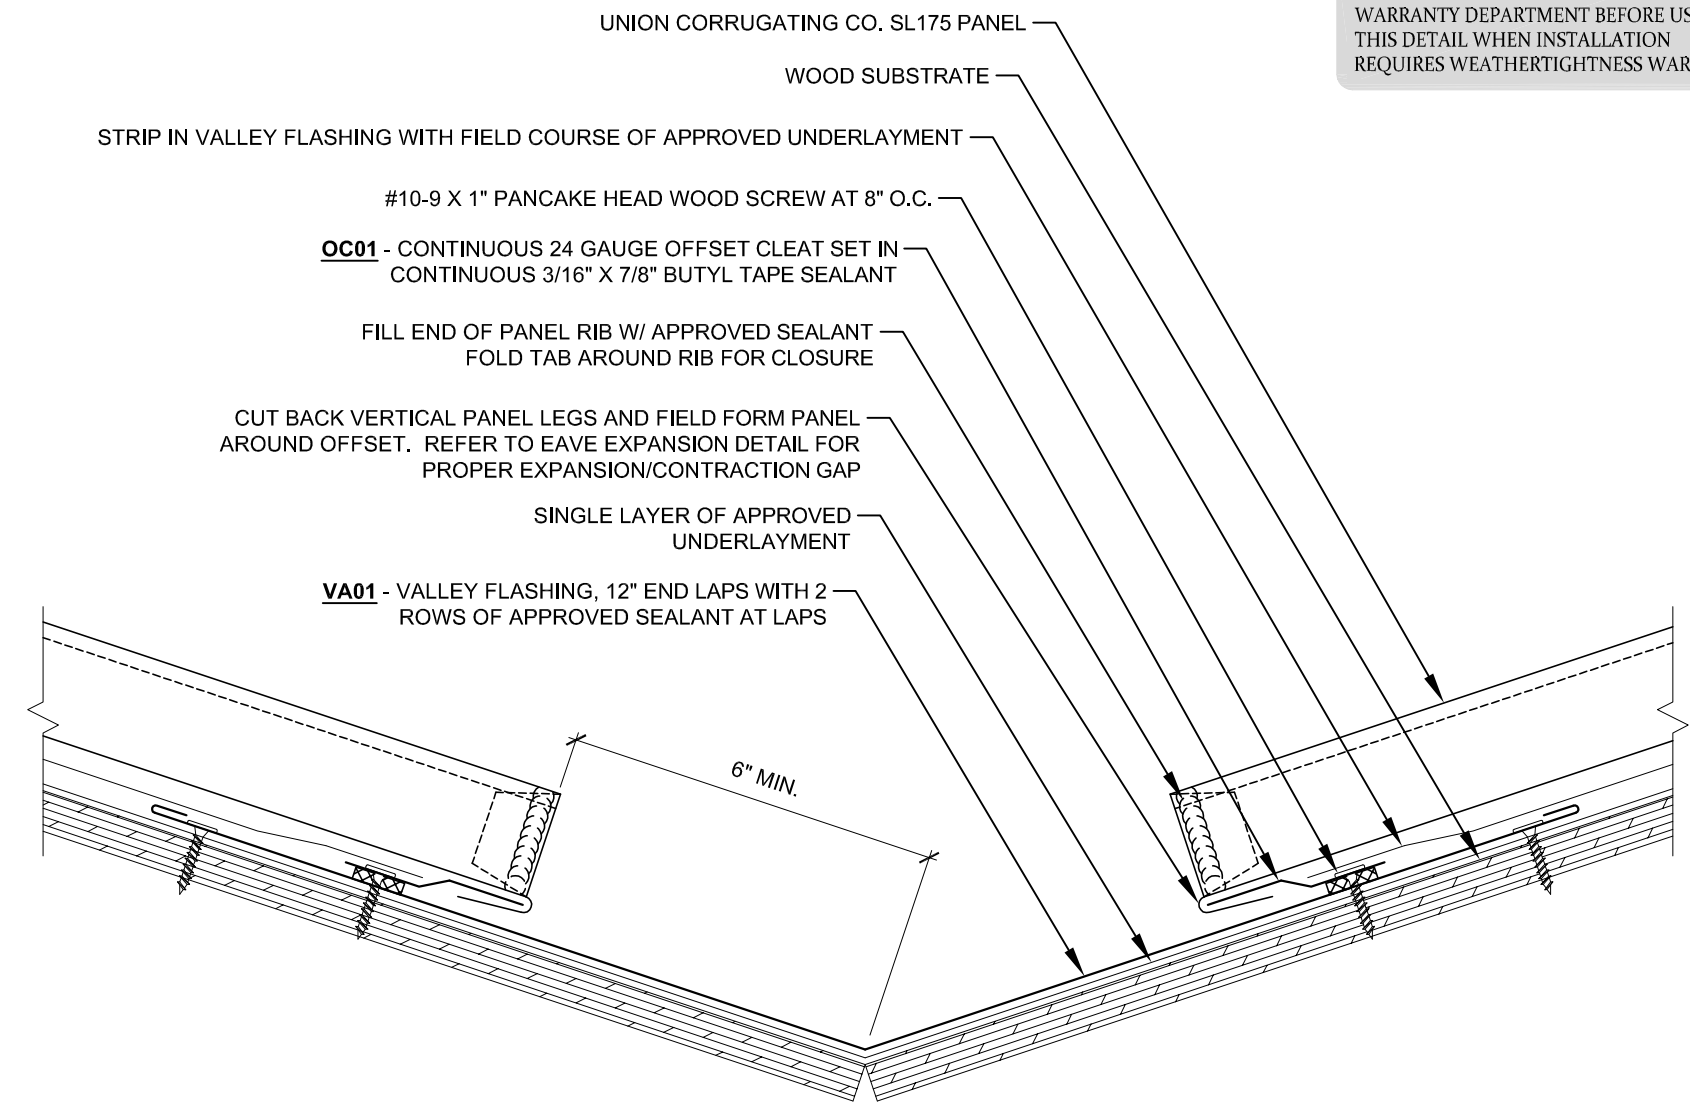 WARRANTY DEPARTMENT BEFORE
THIS DETAIL WHEN INSTALLATION
REQUIRES WEATHERTIGHTNESS
UNION CORRUGATING CO. SL175 PANEL
WOOD SUBSTRATE
STRIP IN VALLEY FLASHING WITH FIELD COURSE OF APPROVED UNDERLAYMENT
#10-9 X 1" PANCAKE HEAD WOOD SCREW AT 8" O.C.
OC01 - CONTINUOUS 24 GAUGE OFFSET CLEAT SET IN
CONTINUOUS 3/16" X 7/8" BUTYL TAPE SEALANT
FILL END OF PANEL RIB W/ APPROVED SEALANT
FOLD TAB AROUND RIB FOR CLOSURE
CUT BACK VERTICAL PANEL LEGS AND FIELD FORM PANEL
AROUND OFFSET. REFER TO EAVE EXPANSION DETAIL FOR
PROPER EXPANSION/CONTRACTION GAP
SINGLE LAYER OF APPROVED
UNDERLAYMENT
VA01 - VALLEY FLASHING, 12" END LAPS WITH 2
ROWS OF APPROVED SEALANT AT LAPS
6" MIN.